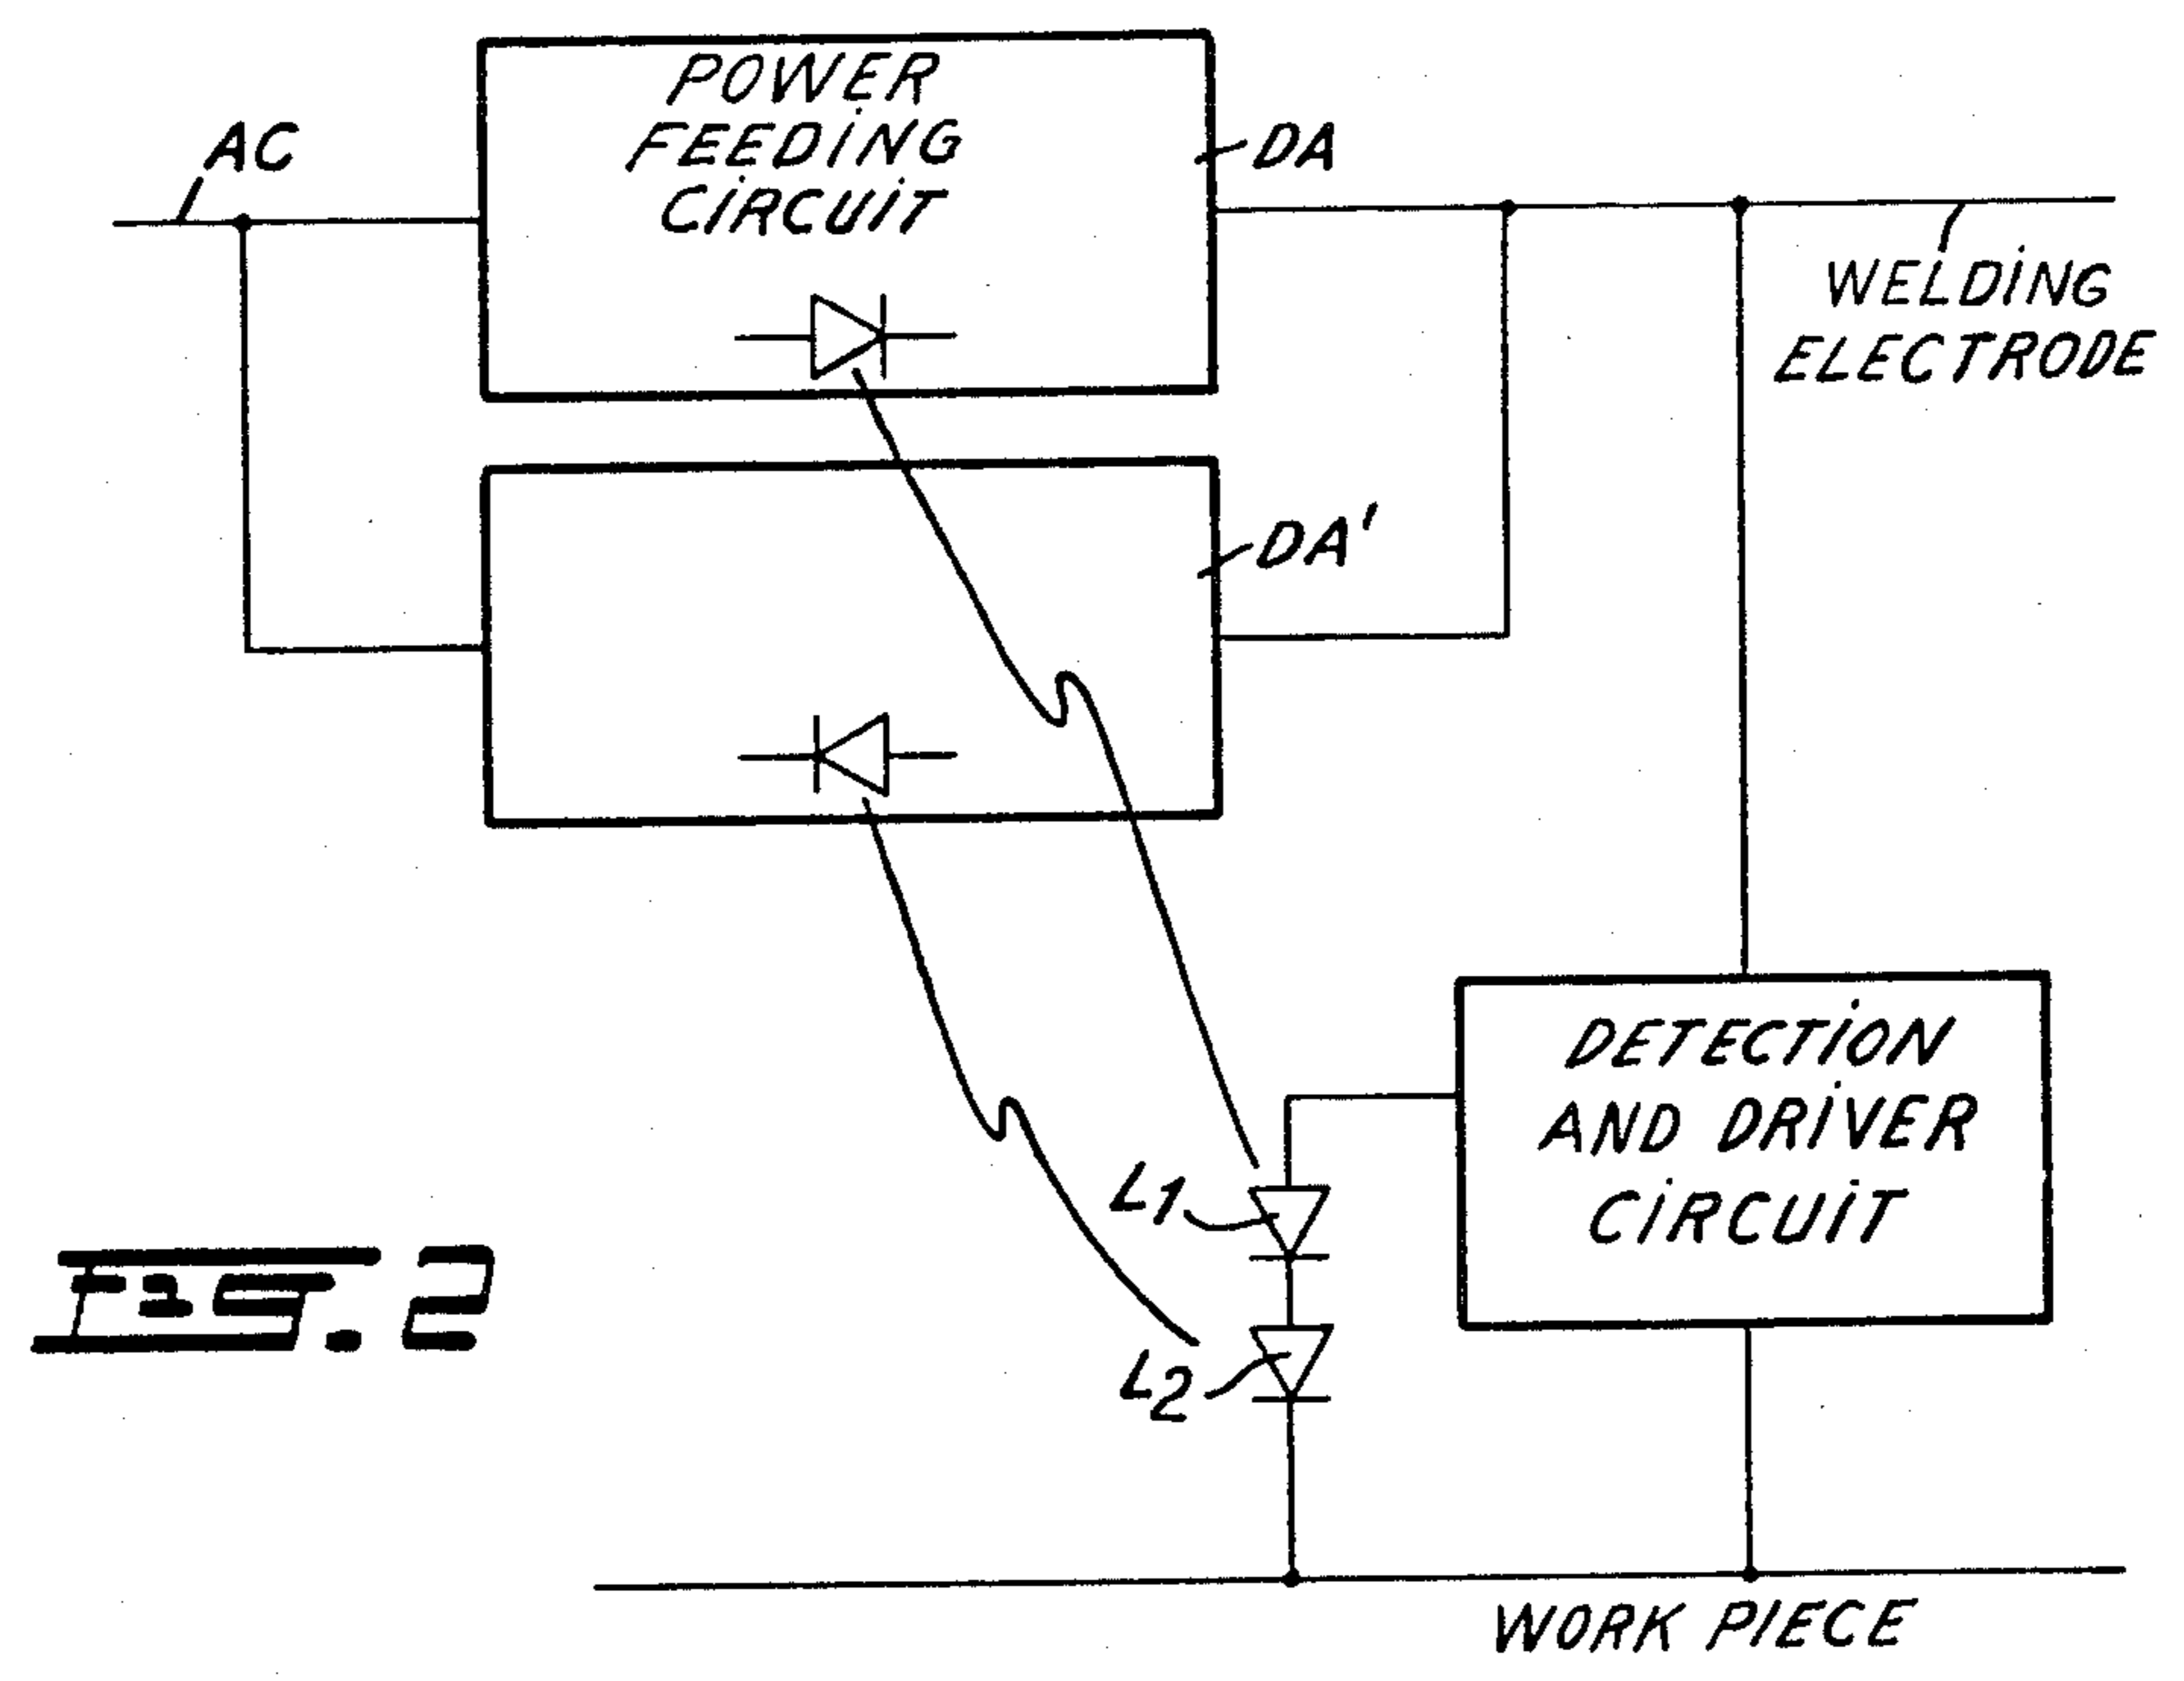 POWER
FEEDING
CIRCUIT
AC
DA
WELDING
ELECTRODE
DA'
DETECTION
AND DRIVER
CIRCUIT
L1
L2
FIG. 2
WORK PIECE